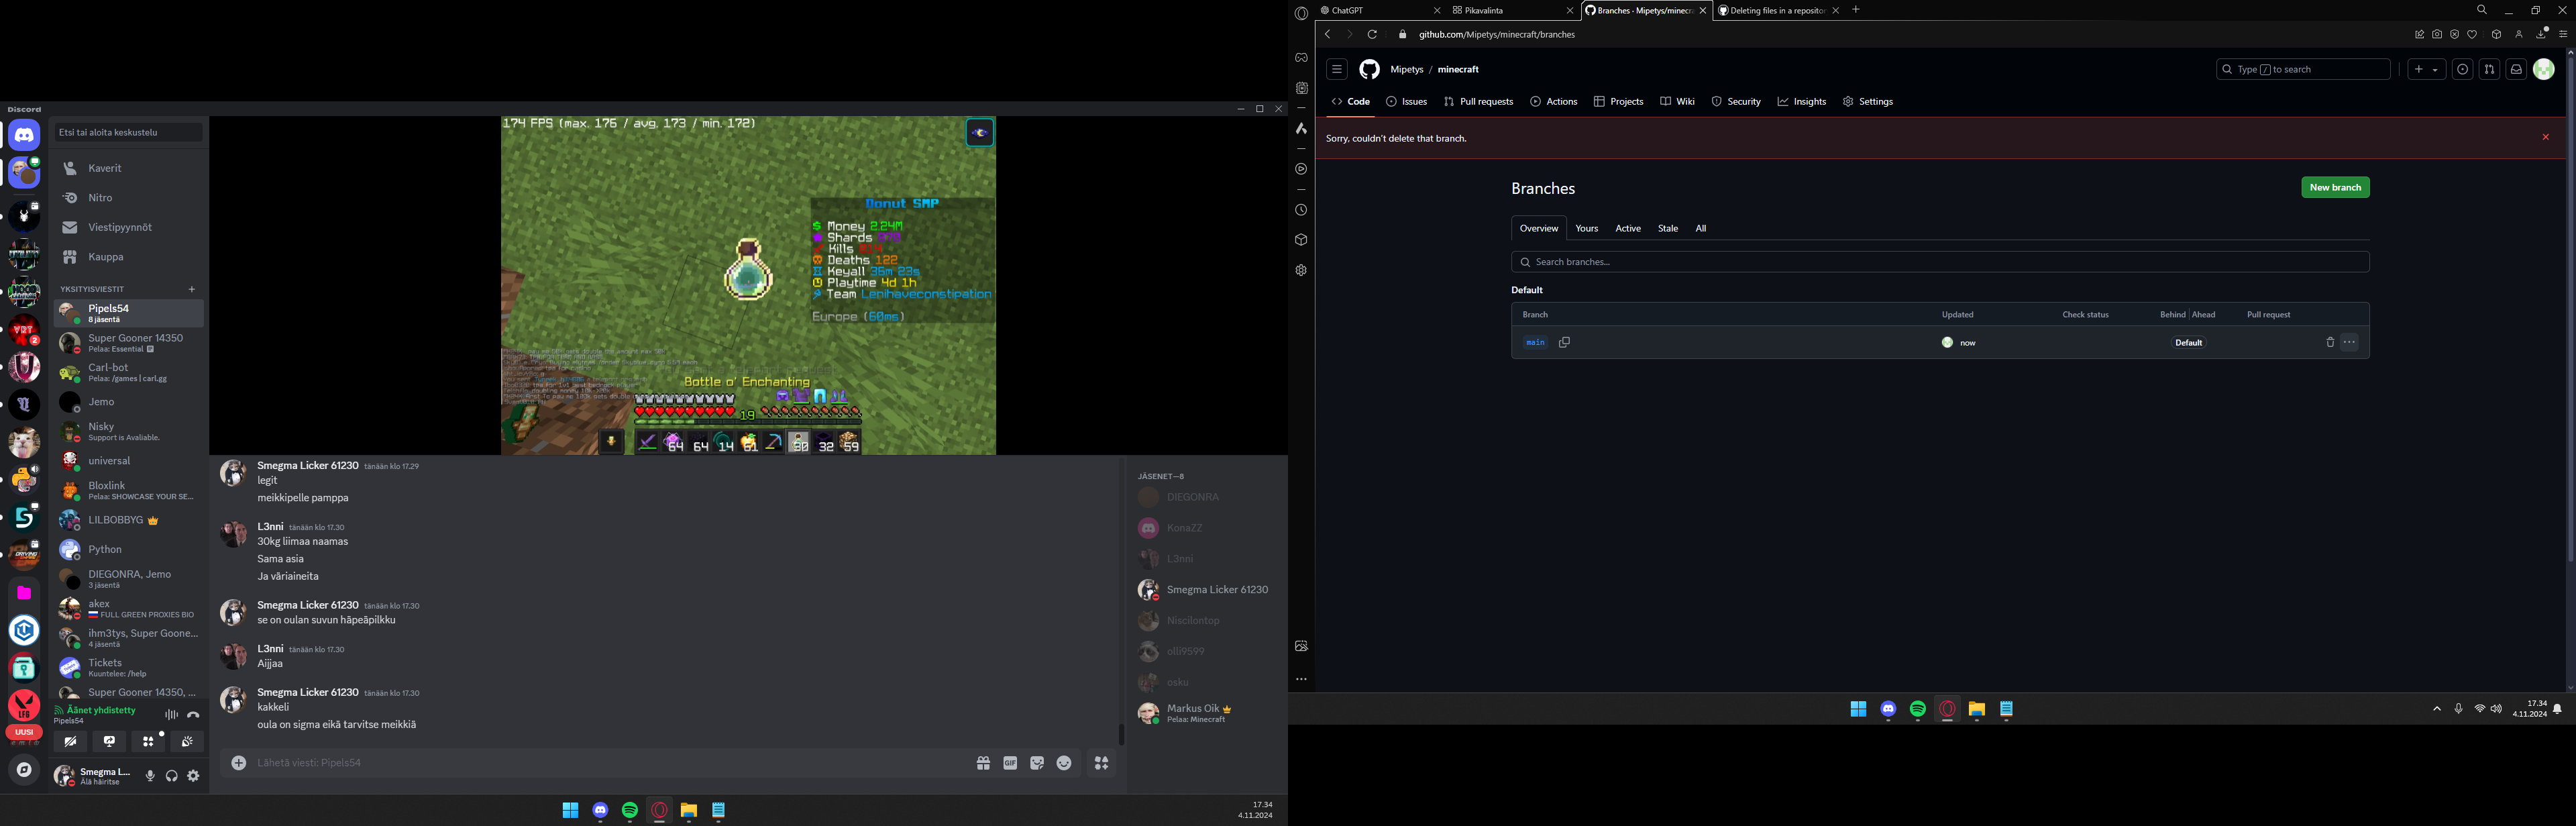 Discord
Etsi tai aloita keskustelu
Kaverit
Nitro
Viestipyynnöt
Kauppa
YKSITYISVIESTIT
Pipels54
8 jäsentä
Super Gooner 14350
Pelaa: Essential
Carl-bot
Pelaa: /games | carl.gg
Jemo
Nisky
Support is Avaliable.
universal
Bloxlink
Pelaa: SHOWCASE YOUR SE...
LILBOBBYG
Python
DIEGONRA, Jemo
3 jäsentä
akex
FULL GREEN PROXIES BIO
ihm3tys, Super Goone...
4 jäsentä
Tickets
Kuuntelee: /help
Super Gooner 14350, ...
2
LFG
UUSI
Äänet yhdistetty
Pipels54
Smegma L...
Älä häiritse
174 FPS (max. 176 / avg. 173 / min. 172)
Donut SMP
Money 2.24M
Shards
Kills
Deaths 122
Keyall 36m 23s
Playtime 4d 1h
Team Lenihaveconstipation
Europe (60ms)
Bottle o' Enchanting
19
64 64 14 61 90 32 59
Smegma Licker 61230 tänään klo 17.29
legit
meikkipelle pamppa
L3nni tänään klo 17.30
30kg liimaa naamas
Sama asia
Ja väriaineita
Smegma Licker 61230 tänään klo 17.30
se on oulan suvun häpeäpilkku
L3nni tänään klo 17.30
Aijjaa
Smegma Licker 61230 tänään klo 17.30
kakkeli
oula on sigma eikä tarvitse meikkiä
Lähetä viesti: Pipels54
GIF
JÄSENET—8
DIEGONRA
KonaZZ
L3nni
Smegma Licker 61230
Niscilontop
olli9599
osku
Markus Oik
Pelaa: Minecraft
17.34
4.11.2024
ChatGPT
Pikavalinta
Branches · Mipetys/minecra
Deleting files in a repositor
github.com/Mipetys/minecraft/branches
Mipetys / minecraft
Type / to search
Code
Issues
Pull requests
Actions
Projects
Wiki
Security
Insights
Settings
Sorry, couldn't delete that branch.
Branches
New branch
Overview
Yours
Active
Stale
All
Search branches...
Default
Branch
Updated
Check status
Behind
Ahead
Pull request
main
now
Default
17.34
4.11.2024